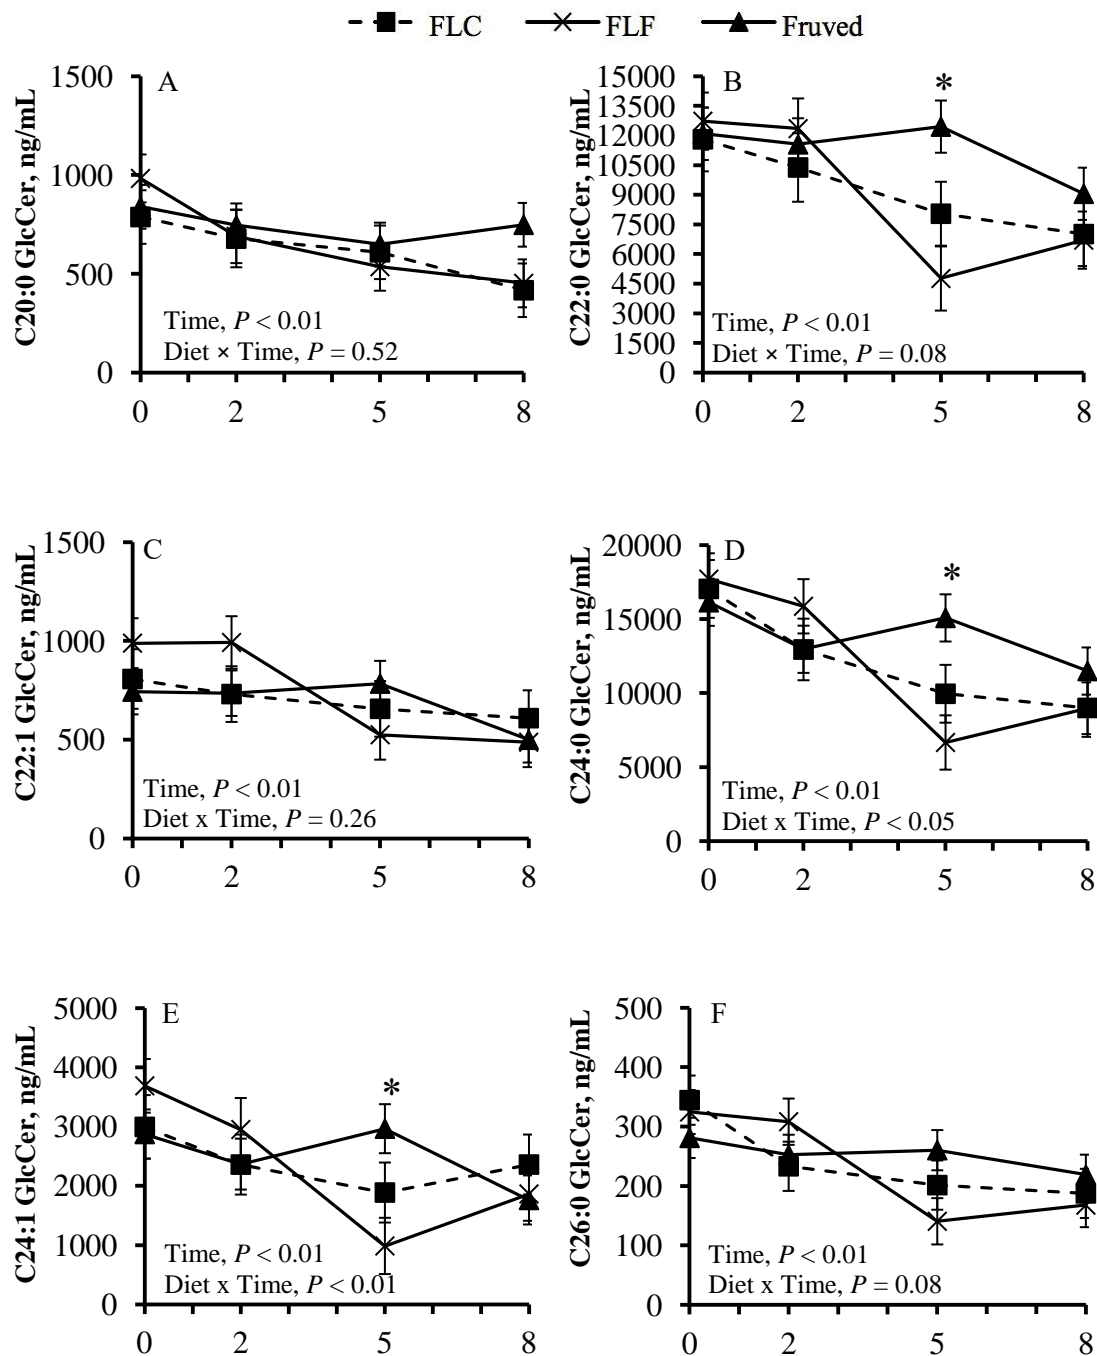 FLC FLF Fruved
A
C20:0 GlcCer, ng/mL
1500
1000
500
0
Time, P < 0.01
Diet × Time, P = 0.52
0 2 5 8
B
*
C22:0 GlcCer, ng/mL
15000
13500
12000
10500
9000
7500
6000
4500
3000
1500
0
Time, P < 0.01
Diet × Time, P = 0.08
0 2 5 8
C
C22:1 GlcCer, ng/mL
1500
1000
500
0
Time, P < 0.01
Diet x Time, P = 0.26
0 2 5 8
D
*
C24:0 GlcCer, ng/mL
20000
15000
10000
5000
0
Time, P < 0.01
Diet x Time, P < 0.05
0 2 5 8
E
*
C24:1 GlcCer, ng/mL
5000
4000
3000
2000
1000
0
Time, P < 0.01
Diet x Time, P < 0.01
0 2 5 8
F
C26:0 GlcCer, ng/mL
500
400
300
200
100
0
Time, P < 0.01
Diet x Time, P = 0.08
0 2 5 8